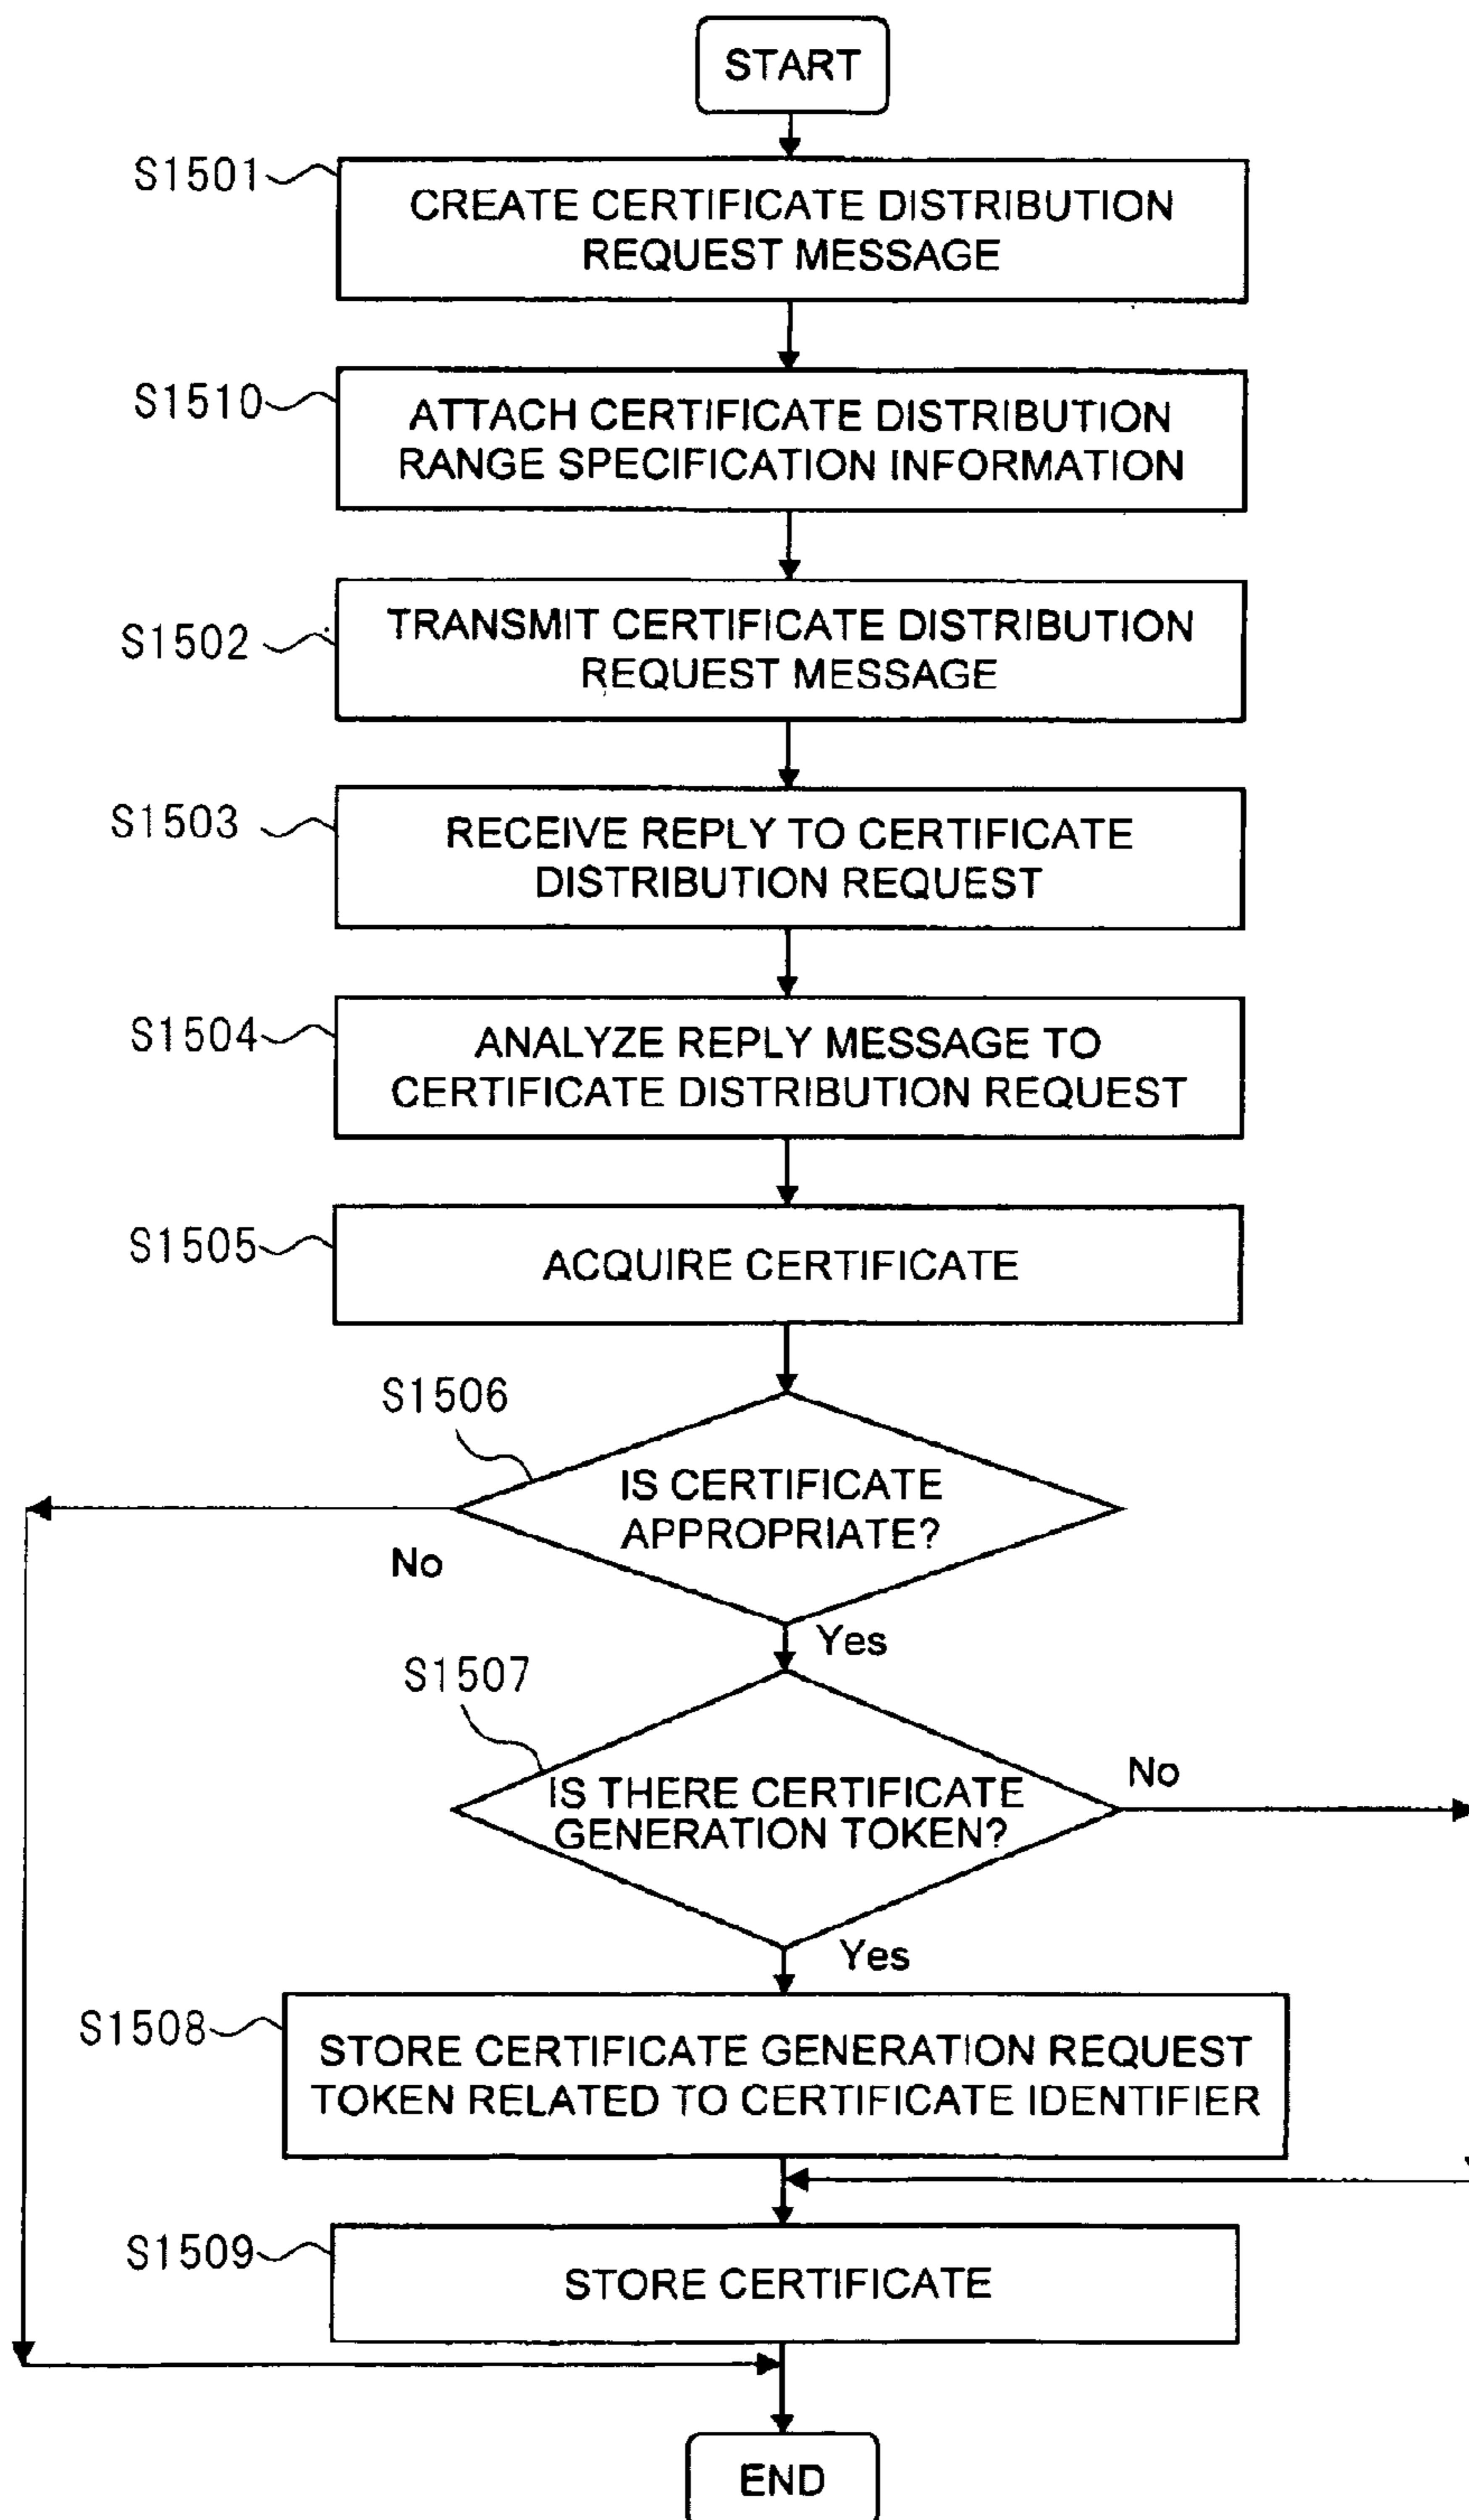 START
S1501
CREATE CERTIFICATE DISTRIBUTION
REQUEST MESSAGE
S1510
ATTACH CERTIFICATE DISTRIBUTION
RANGE SPECIFICATION INFORMATION
S1502
TRANSMIT CERTIFICATE DISTRIBUTION
REQUEST MESSAGE
S1503
RECEIVE REPLY TO CERTIFICATE
DISTRIBUTION REQUEST
S1504
ANALYZE REPLY MESSAGE TO
CERTIFICATE DISTRIBUTION REQUEST
S1505
ACQUIRE CERTIFICATE
S1506
IS CERTIFICATE
APPROPRIATE?
No
Yes
S1507
IS THERE CERTIFICATE
GENERATION TOKEN?
No
Yes
S1508
STORE CERTIFICATE GENERATION REQUEST
TOKEN RELATED TO CERTIFICATE IDENTIFIER
S1509
STORE CERTIFICATE
END